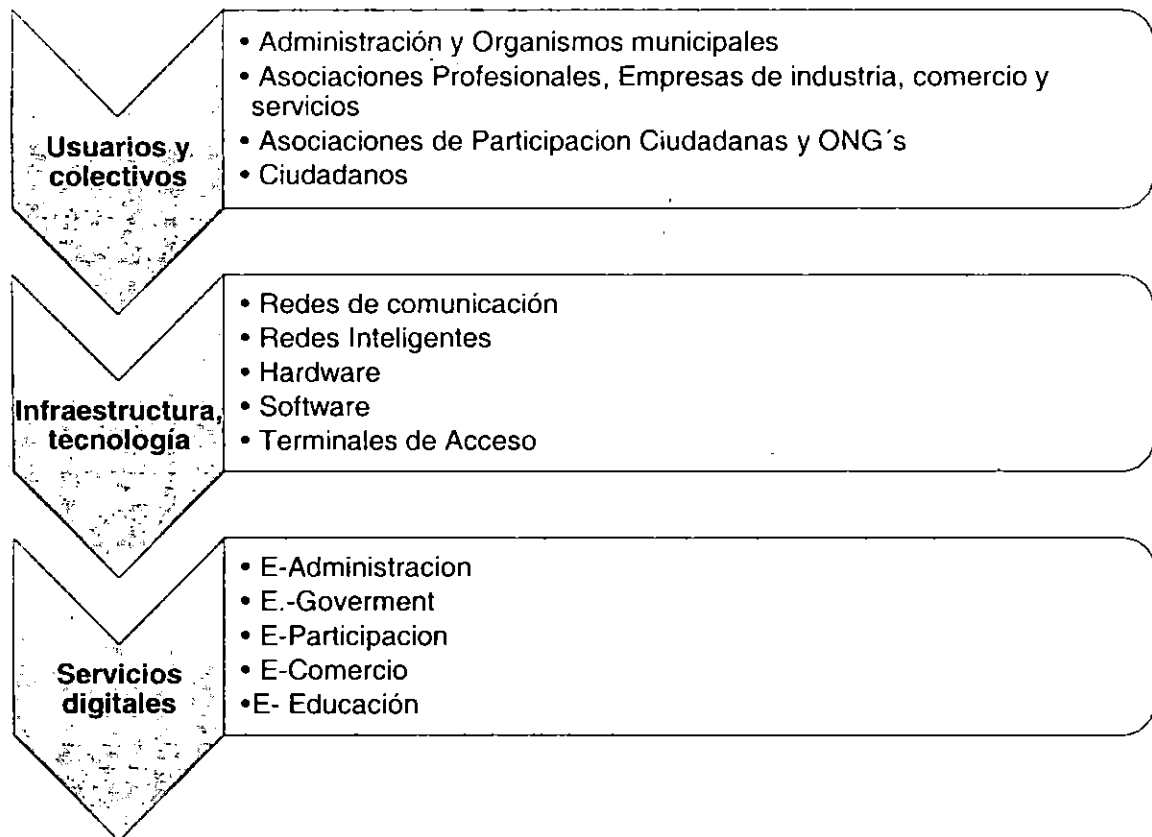 Usuarios y
colectivos
• Administración y Organismos municipales
• Asociaciones Profesionales, Empresas de industria, comercio y
servicios
• Asociaciones de Participacion Ciudadanas y ONG´s
• Ciudadanos
Infraestructura,
tecnología
• Redes de comunicación
• Redes Inteligentes
• Hardware
• Software
• Terminales de Acceso
Servicios
digitales
• E-Administracion
• E.-Goverment
• E-Participacion
• E-Comercio
•E- Educación